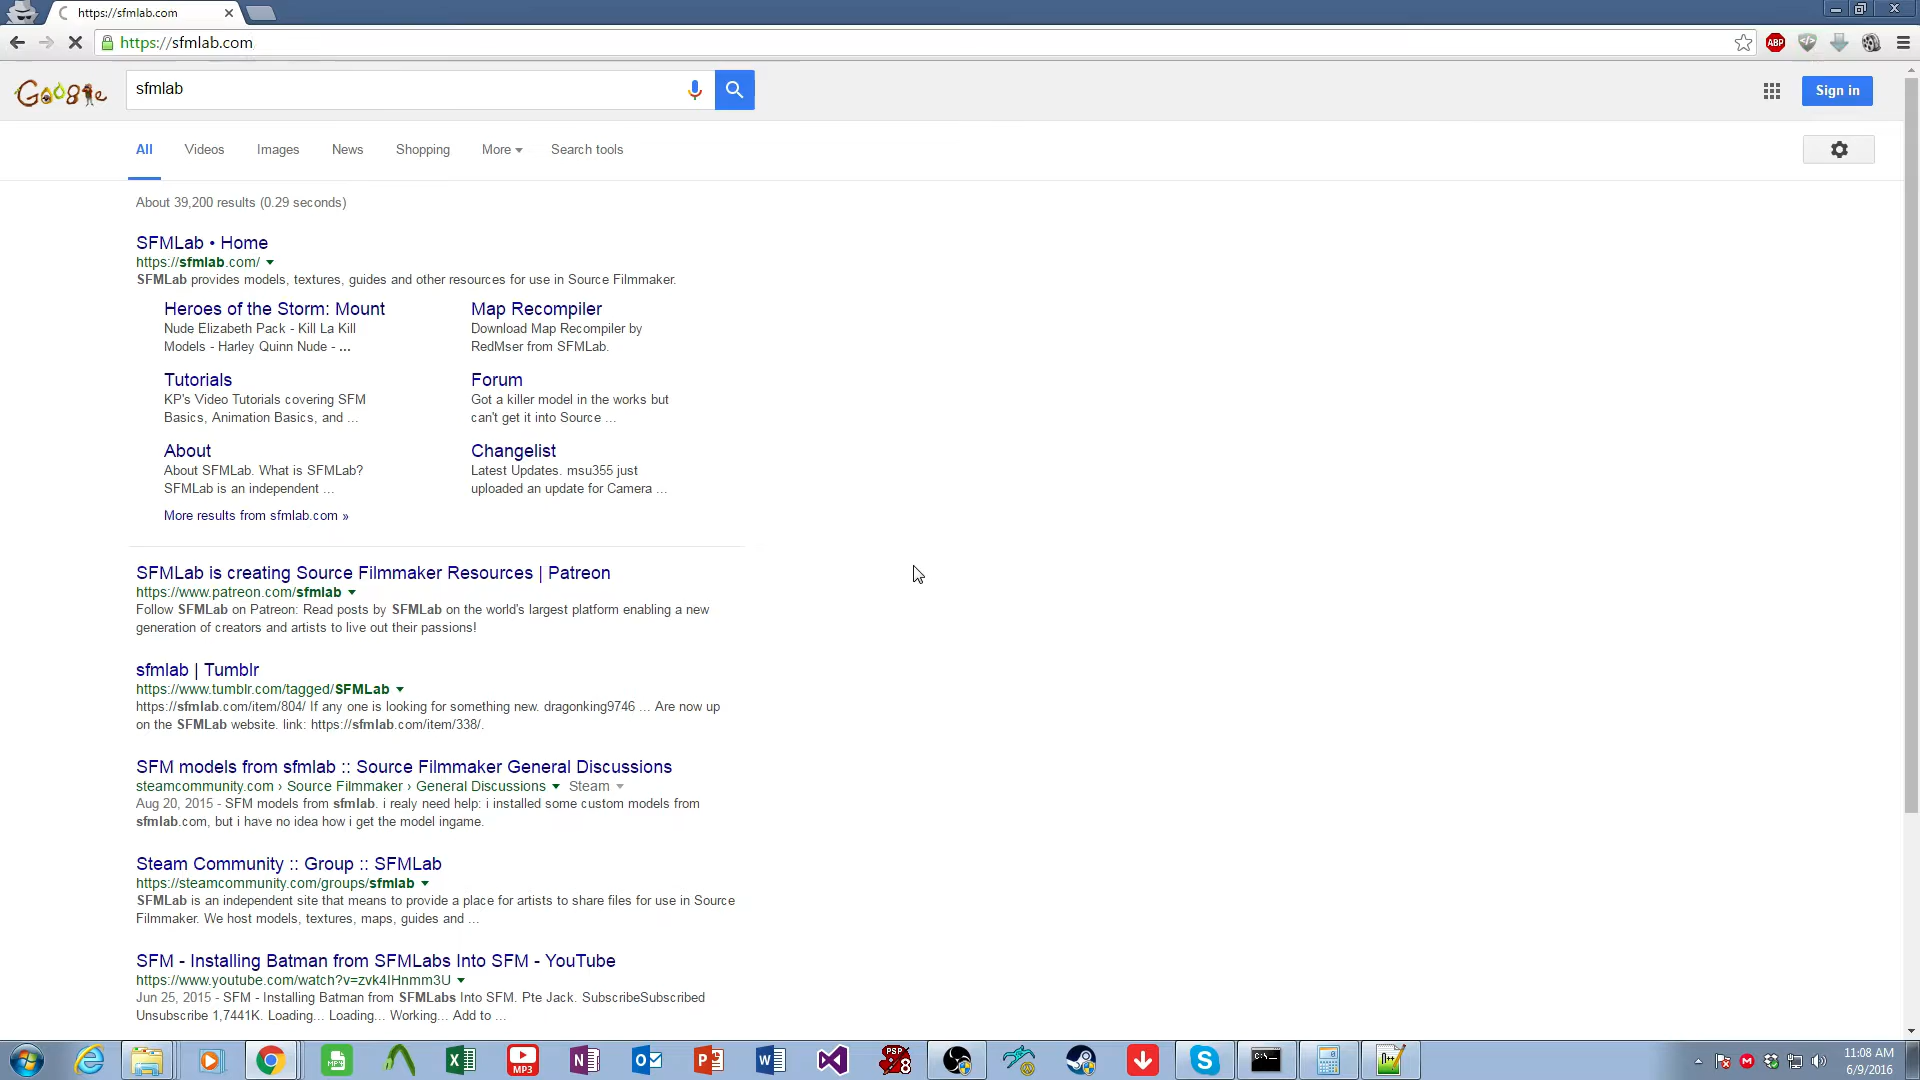 https://sfmlab.com
https://sfmlab.com
ABP
Google
sfmlab
Sign in
All
Videos
Images
News
Shopping
More
Search tools
About 39,200 results (0.29 seconds)
SFMLab • Home
https://sfmlab.com/
SFMLab provides models, textures, guides and other resources for use in Source Filmmaker.
Heroes of the Storm: Mount
Nude Elizabeth Pack - Kill La Kill
Models - Harley Quinn Nude - ...
Map Recompiler
Download Map Recompiler by
RedMser from SFMLab.
Tutorials
KP's Video Tutorials covering SFM
Basics, Animation Basics, and ...
Forum
Got a killer model in the works but
can't get it into Source ...
About
About SFMLab. What is SFMLab?
SFMLab is an independent ...
Changelist
Latest Updates. msu355 just
uploaded an update for Camera ...
More results from sfmlab.com »
SFMLab is creating Source Filmmaker Resources | Patreon
https://www.patreon.com/sfmlab
Follow SFMLab on Patreon: Read posts by SFMLab on the world's largest platform enabling a new
generation of creators and artists to live out their passions!
sfmlab | Tumblr
https://www.tumblr.com/tagged/SFMLab
https://sfmlab.com/item/804/ If any one is looking for something new. dragonking9746 ... Are now up
on the SFMLab website. link: https://sfmlab.com/item/338/.
SFM models from sfmlab :: Source Filmmaker General Discussions
steamcommunity.com › Source Filmmaker › General Discussions Steam
Aug 20, 2015 - SFM models from sfmlab. i realy need help: i installed some custom models from
sfmlab.com, but i have no idea how i get the model ingame.
Steam Community :: Group :: SFMLab
https://steamcommunity.com/groups/sfmlab
SFMLab is an independent site that means to provide a place for artists to share files for use in Source
Filmmaker. We host models, textures, maps, guides and ...
SFM - Installing Batman from SFMLabs Into SFM - YouTube
https://www.youtube.com/watch?v=zvk4IHnmm3U
Jun 25, 2015 - SFM - Installing Batman from SFMLabs Into SFM. Pte Jack. SubscribeSubscribed
Unsubscribe 1,7441K. Loading... Loading... Working... Add to ...
MP3
PSP
8
11:08 AM
6/9/2016